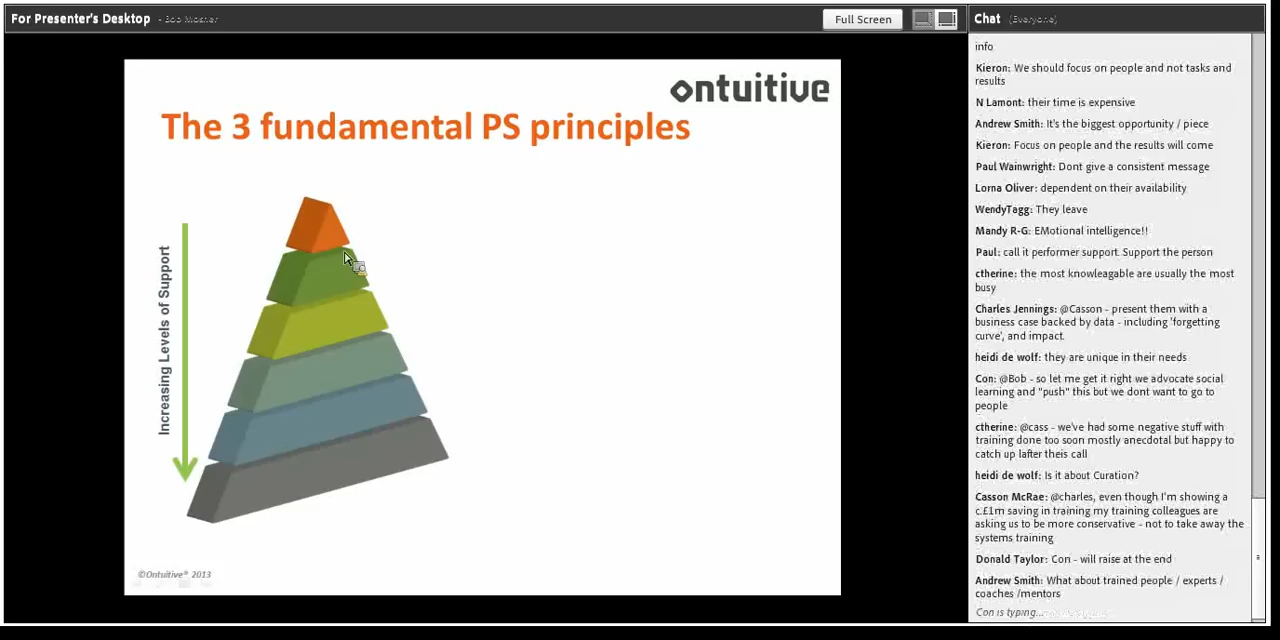 For Presenter's Desktop - Bob Mosher
Full Screen
Chat (Everyone)
ontuitive
The 3 fundamental PS principles
Increasing Levels of Support
©Ontuitive® 2013
info
Kieron: We should focus on people and not tasks and
results
N Lamont: their time is expensive
Andrew Smith: It's the biggest opportunity / piece
Kieron: Focus on people and the results will come
Paul Wainwright: Dont give a consistent message
Lorna Oliver: dependent on their availability
WendyTagg: They leave
Mandy R-G: EMotional intelligence!!
Paul: call it performer support. Support the person
ctherine: the most knowleagable are usually the most
busy
Charles Jennings: @Casson - present them with a
business case backed by data - including 'forgetting
curve', and impact.
heidi de wolf: they are unique in their needs
Con: @Bob - so let me get it right we advocate social
learning and "push" this but we dont want to go to
people
ctherine: @cass - we've had some negative stuff with
training done too soon mostly anecdotal but happy to
catch up lafter theis call
heidi de wolf: Is it about Curation?
Casson McRae: @charles, even though I'm showing a
c.£1m saving in training my training colleagues are
asking us to be more conservative - not to take away the
systems training
Donald Taylor: Con - will raise at the end
Andrew Smith: What about trained people / experts /
coaches /mentors
Con is typing...